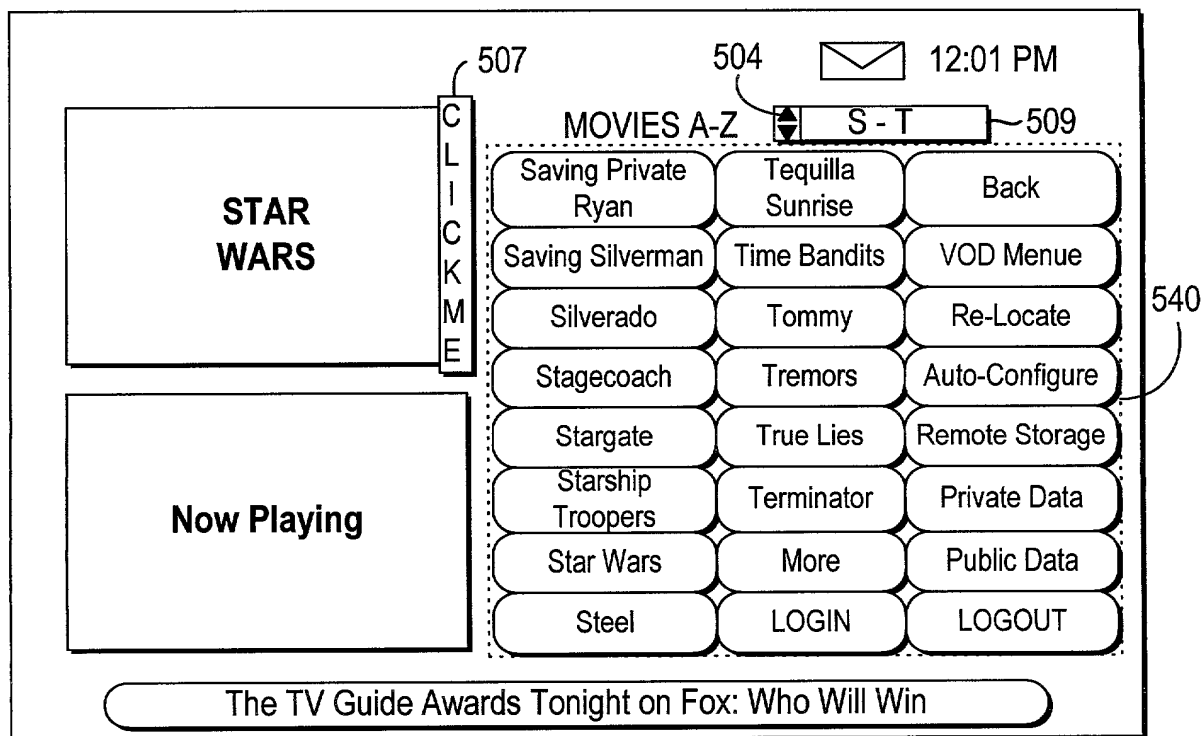 507
504
12:01 PM
CLICKME
MOVIES A-Z
S - T
509
STAR
WARS
Saving Private
Ryan
Tequilla
Sunrise
Back
Saving Silverman
Time Bandits
VOD Menue
540
Silverado
Tommy
Re-Locate
Stagecoach
Tremors
Auto-Configure
Stargate
True Lies
Remote Storage
Now Playing
Starship
Troopers
Terminator
Private Data
Star Wars
More
Public Data
Steel
LOGIN
LOGOUT
The TV Guide Awards Tonight on Fox: Who Will Win